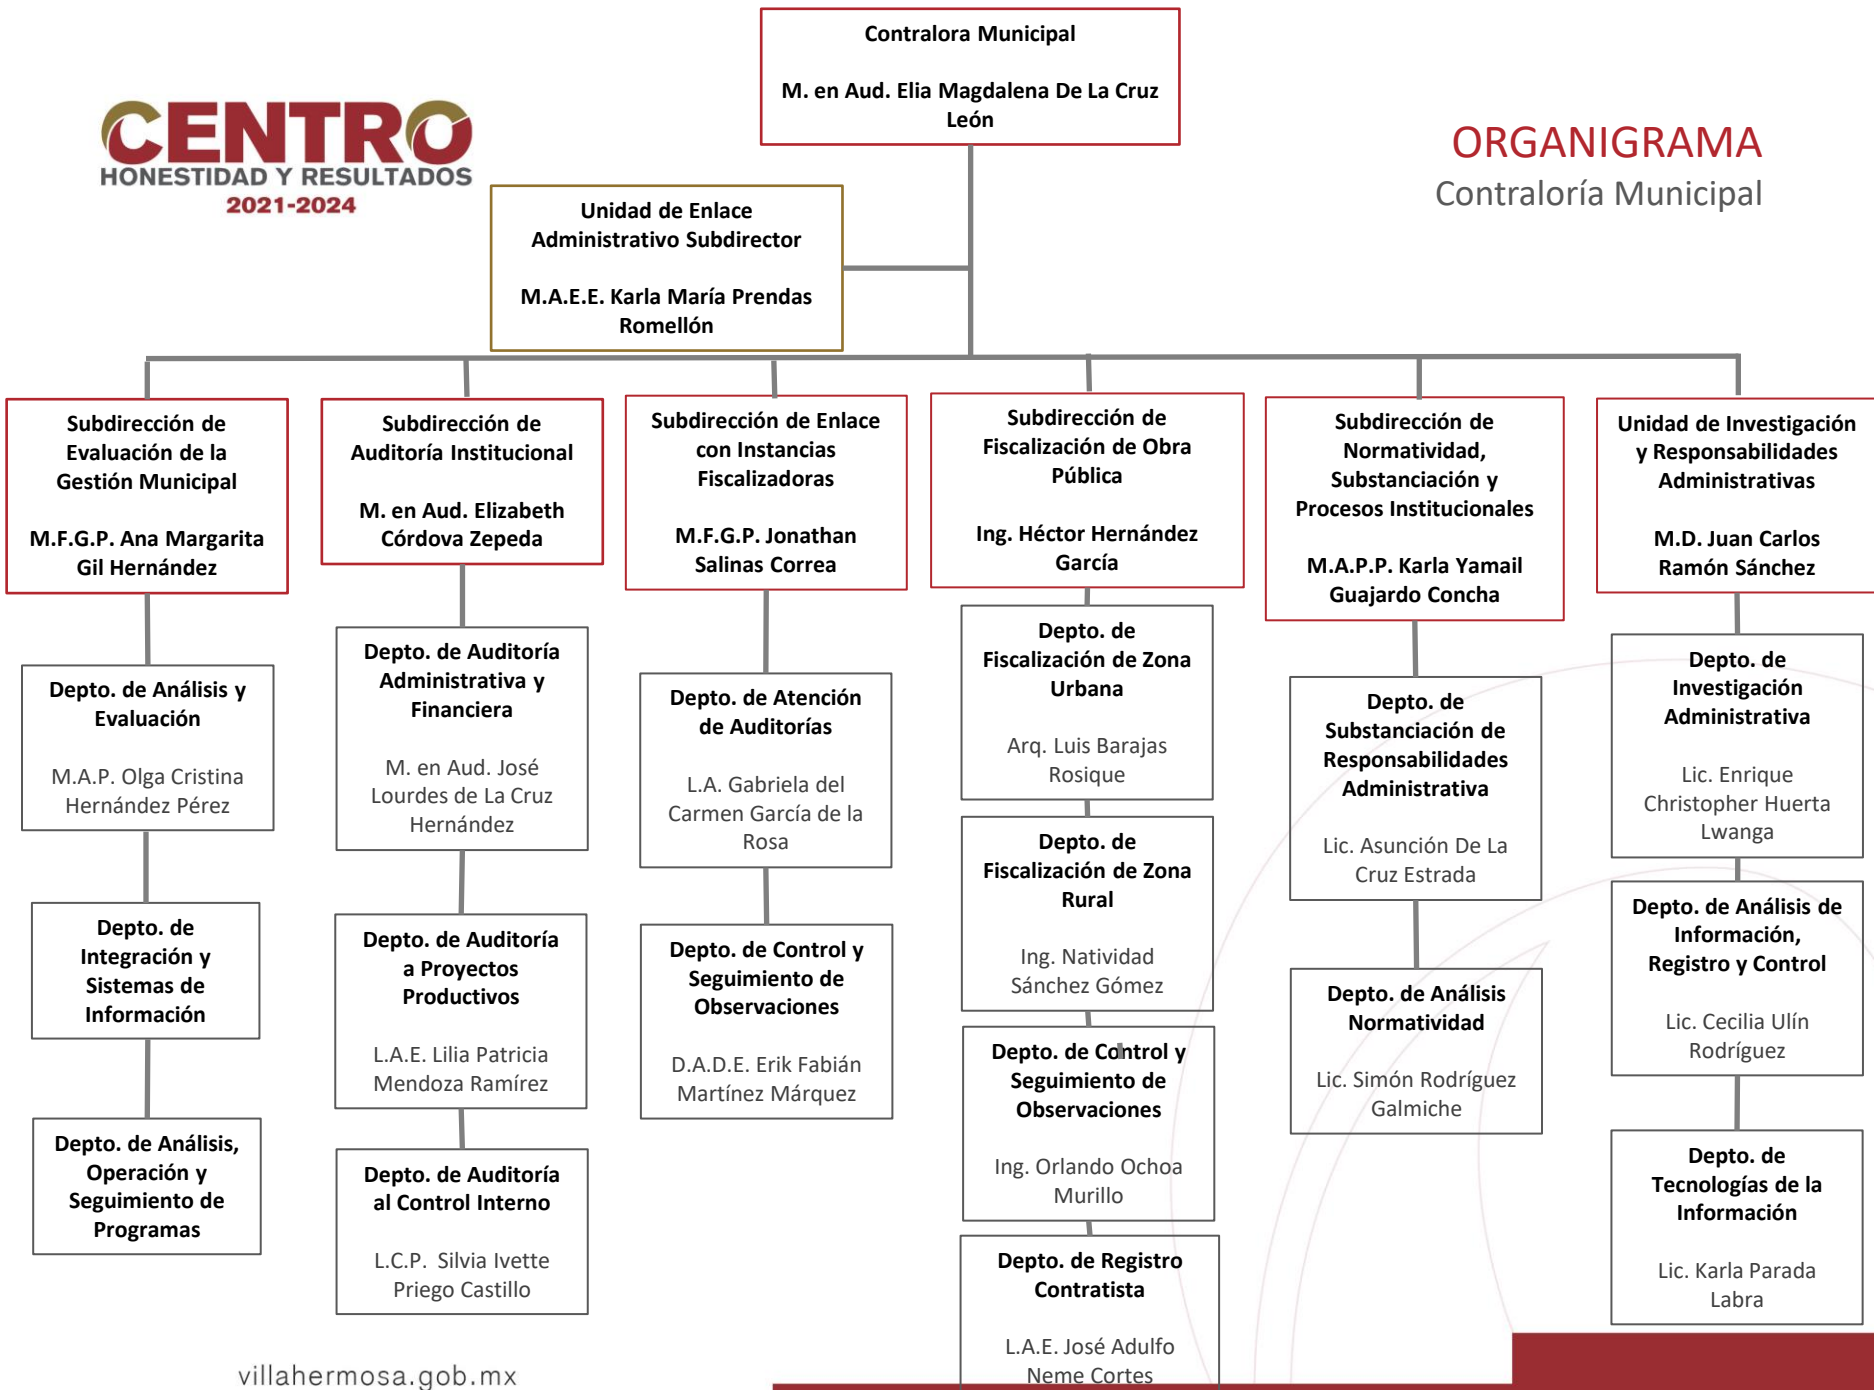 Contralora Municipal
M. en Aud. Elia Magdalena De La Cruz
León
CENTRO
HONESTIDAD Y RESULTADOS
2021-2024
ORGANIGRAMA
Contraloría Municipal
Unidad de Enlace
Administrativo Subdirector
M.A.E.E. Karla María Prendas
Romellón
Subdirección de
Evaluación de la
Gestión Municipal
M.F.G.P. Ana Margarita
Gil Hernández
Depto. de Análisis y
Evaluación
M.A.P. Olga Cristina
Hernández Pérez
Depto. de
Integración y
Sistemas de
Información
Depto. de Análisis,
Operación y
Seguimiento de
Programas
Subdirección de
Auditoría Institucional
M. en Aud. Elizabeth
Córdova Zepeda
Depto. de Auditoría
Administrativa y
Financiera
M. en Aud. José
Lourdes de La Cruz
Hernández
Depto. de Auditoría
a Proyectos
Productivos
L.A.E. Lilia Patricia
Mendoza Ramírez
Depto. de Auditoría
al Control Interno
L.C.P. Silvia Ivette
Priego Castillo
Subdirección de Enlace
con Instancias
Fiscalizadoras
M.F.G.P. Jonathan
Salinas Correa
Depto. de Atención
de Auditorías
L.A. Gabriela del
Carmen García de la
Rosa
Depto. de Control y
Seguimiento de
Observaciones
D.A.D.E. Erik Fabián
Martínez Márquez
Subdirección de
Fiscalización de Obra
Pública
Ing. Héctor Hernández
García
Depto. de
Fiscalización de Zona
Urbana
Arq. Luis Barajas
Rosique
Depto. de
Fiscalización de Zona
Rural
Ing. Natividad
Sánchez Gómez
Depto. de Control y
Seguimiento de
Observaciones
Ing. Orlando Ochoa
Murillo
Depto. de Registro
Contratista
L.A.E. José Adulfo
Neme Cortes
Subdirección de
Normatividad,
Substanciación y
Procesos Institucionales
M.A.P.P. Karla Yamail
Guajardo Concha
Depto. de
Substanciación de
Responsabilidades
Administrativa
Lic. Asunción De La
Cruz Estrada
Depto. de Análisis
Normatividad
Lic. Simón Rodríguez
Galmiche
Unidad de Investigación
y Responsabilidades
Administrativas
M.D. Juan Carlos
Ramón Sánchez
Depto. de
Investigación
Administrativa
Lic. Enrique
Christopher Huerta
Lwanga
Depto. de Análisis de
Información,
Registro y Control
Lic. Cecilia Ulín
Rodríguez
Depto. de
Tecnologías de la
Información
Lic. Karla Parada
Labra
villahermosa.gob.mx